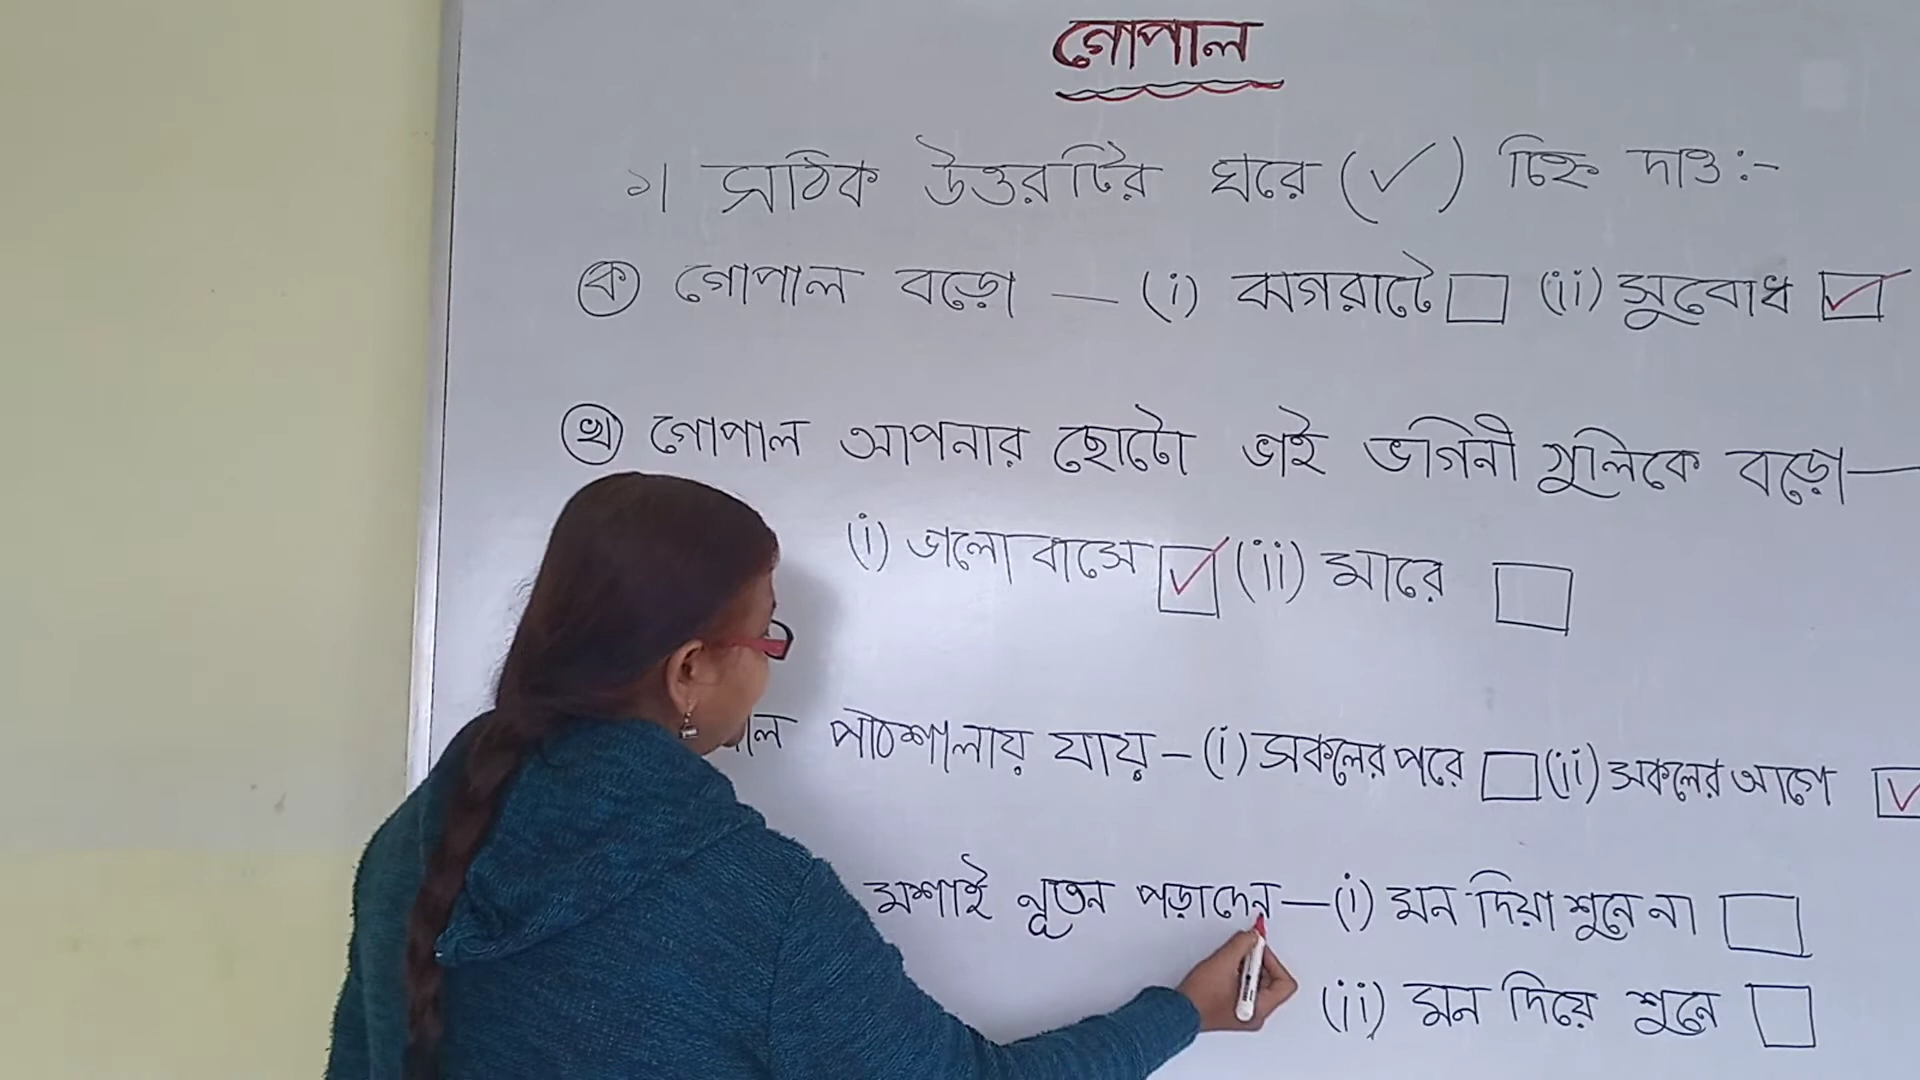 গোপাল
১। সঠিক উত্তরটির ঘরে (✓) চিহ্ন দাও :-
ক গোপাল বড়ো — (i) ঝগরাটে □ (ii) সুবোধ ☑
খ গোপাল আপনার ছোটো ভাই ভগিনী গুলিকে বড়ো —
(i) ভালোবাসে ☑ (ii) মারে □
পাঠশালায় যায় – (i) সকলের পরে □ (ii) সকলের আগে ☑
মশাই নূতন পড়াদেন — (i) মন দিয়া শুনে না □
(ii) মন দিয়ে শুনে □